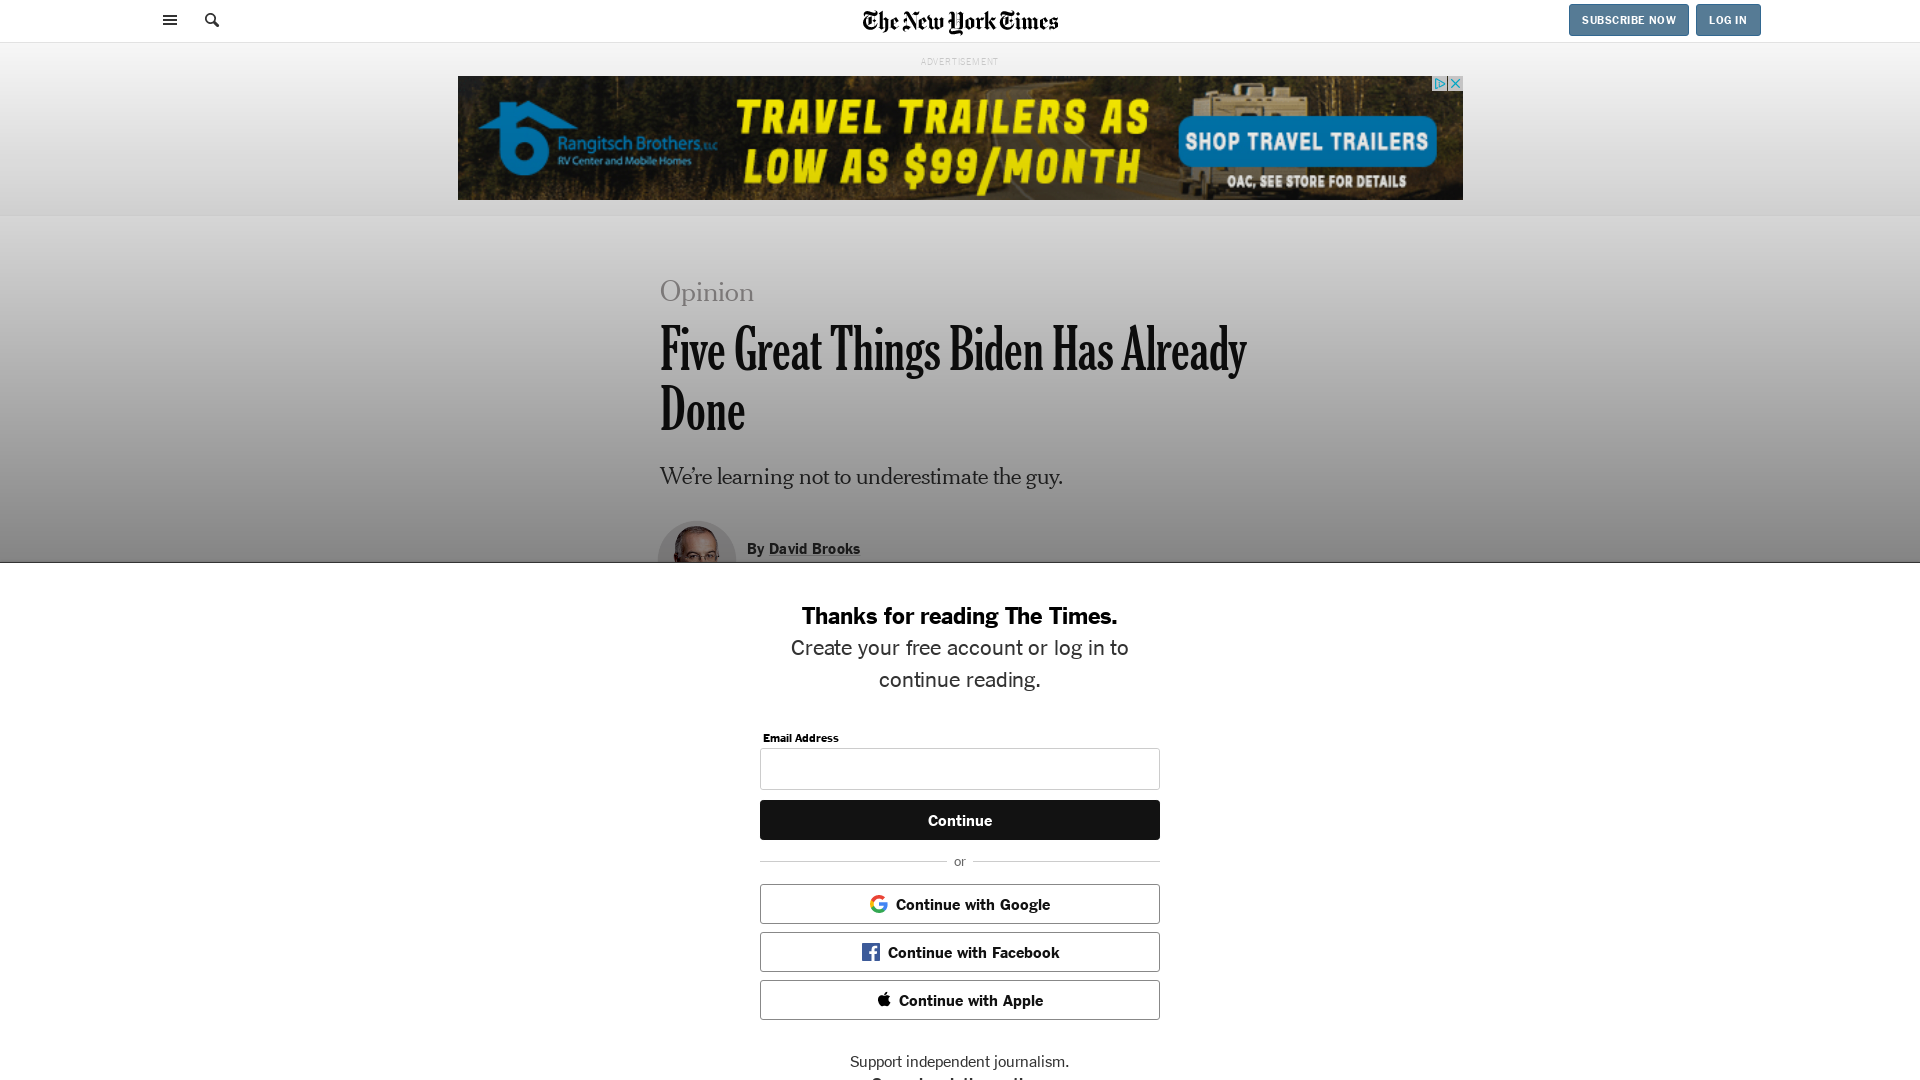 The New York Times
SUBSCRIBE NOW
LOG IN
ADVERTISEMENT
TRAVEL TRAILERS AS
LOW AS $99/MONTH
Rangitsch Brothers, LLC
RV Center and Mobile Homes
SHOP TRAVEL TRAILERS
OAC, SEE STORE FOR DETAILS
Opinion
Five Great Things Biden Has Already
Done
We’re learning not to underestimate the guy.
By David Brooks
Thanks for reading The Times.
Create your free account or log in to
continue reading.
Email Address
Continue
or
Continue with Google
Continue with Facebook
Continue with Apple
Support independent journalism.